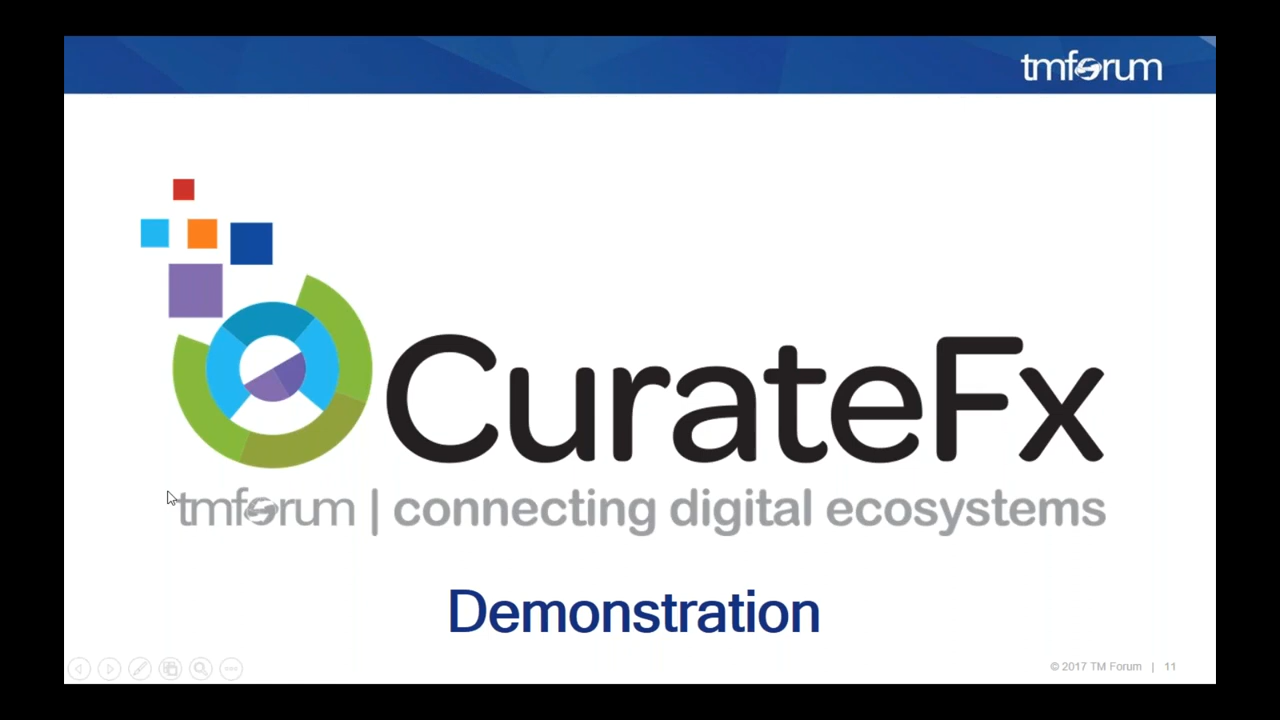 tmforum
CurateFx
tmforum | connecting digital ecosystems
Demonstration
© 2017 TM Forum | 11